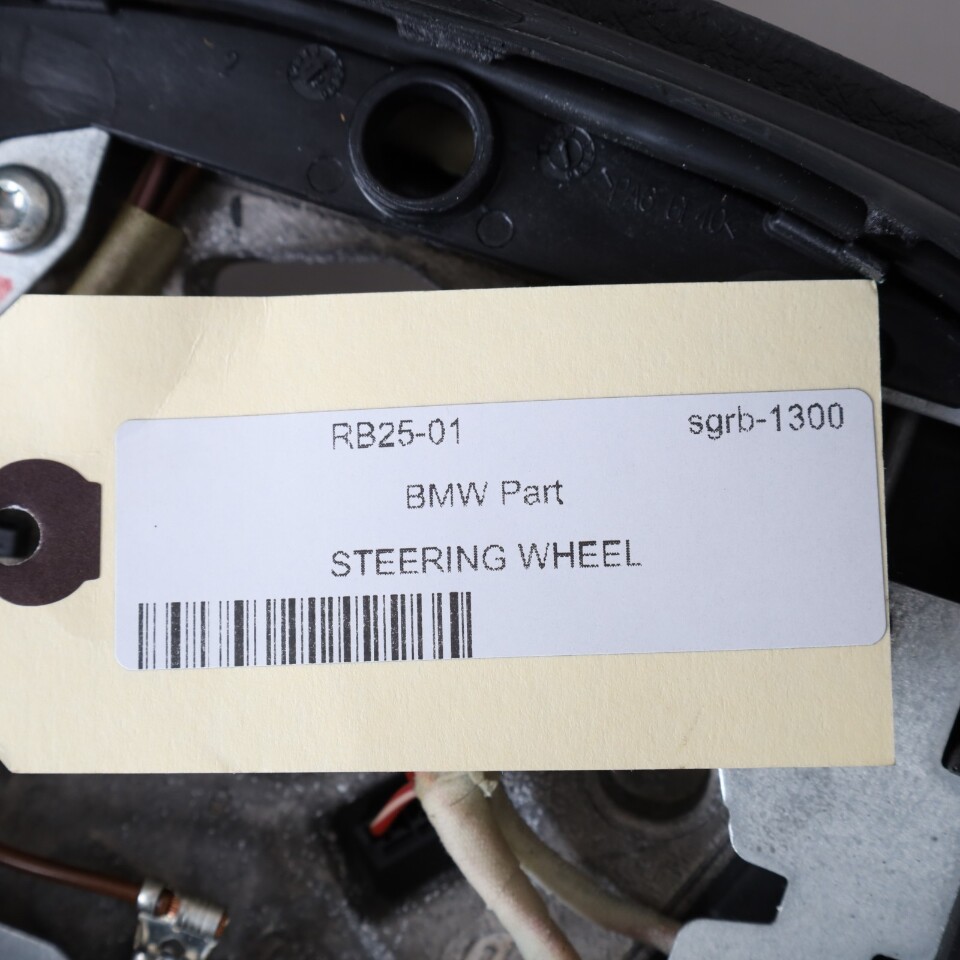 RB25-01 sgrb-1300
BMW Part
STEERING WHEEL